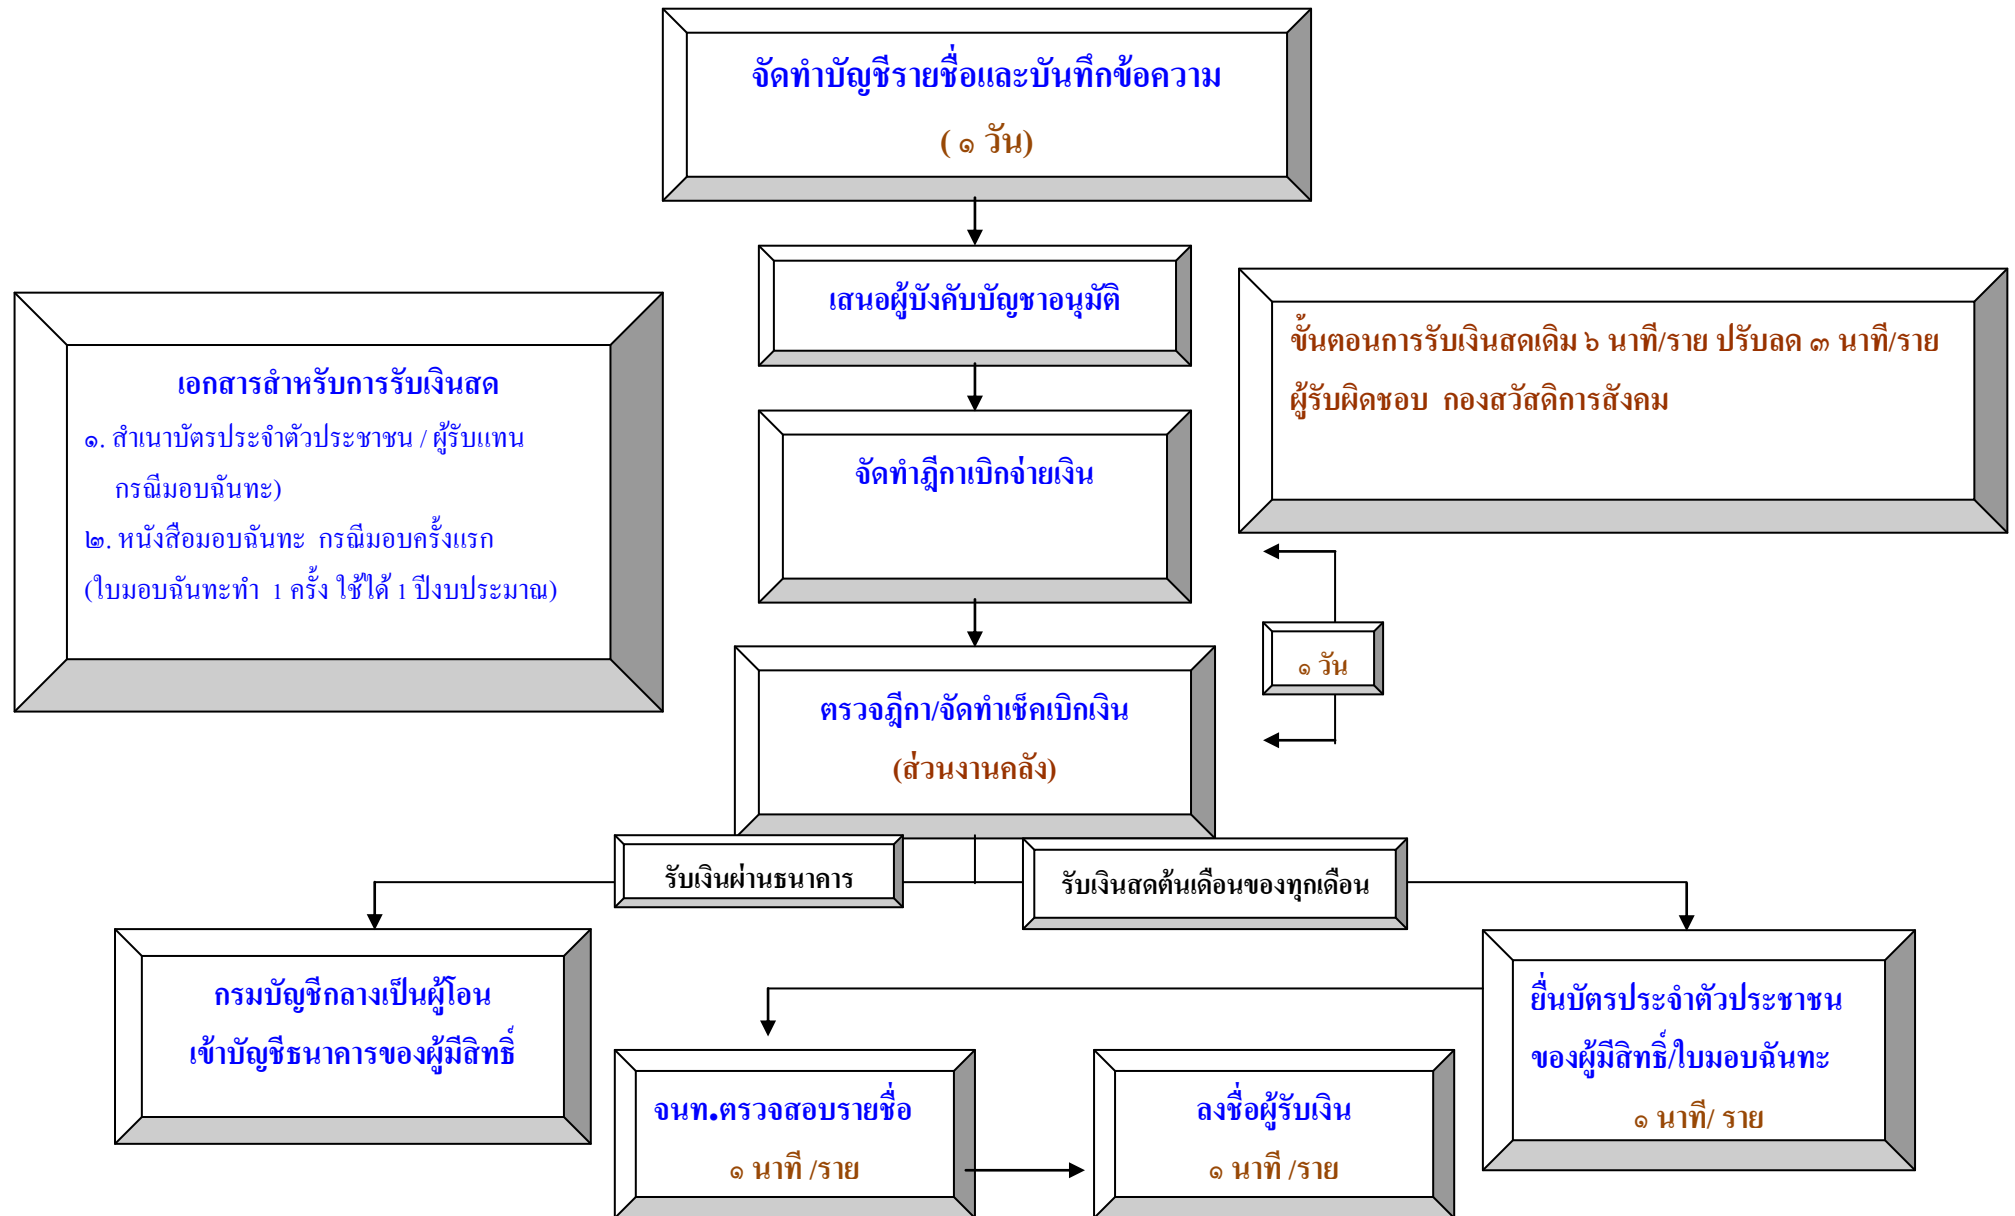 จัดทำบัญชีรายชื่อและบันทึกข้อความ
( ๑ วัน)
เสนอผู้บังคับบัญชาอนุมัติ
เอกสารสำหรับการรับเงินสด
๑. สำเนาบัตรประจำตัวประชาชน / ผู้รับแทน
กรณีมอบฉันทะ)
๒. หนังสือมอบฉันทะ กรณีมอบครั้งแรก
(ใบมอบฉันทะทำ 1 ครั้ง ใช้ได้ 1 ปีงบประมาณ)
ขั้นตอนการรับเงินสดเดิม ๖ นาที/ราย ปรับลด ๓ นาที/ราย
ผู้รับผิดชอบ กองสวัสดิการสังคม
จัดทำฎีกาเบิกจ่ายเงิน
๑ วัน
ตรวจฎีกา/จัดทำเช็คเบิกเงิน
(ส่วนงานคลัง)
รับเงินผ่านธนาคาร
รับเงินสดต้นเดือนของทุกเดือน
กรมบัญชีกลางเป็นผู้โอน
เข้าบัญชีธนาคารของผู้มีสิทธิ์
ยื่นบัตรประจำตัวประชาชน
ของผู้มีสิทธิ์/ใบมอบฉันทะ
๑ นาที/ ราย
จนท.ตรวจสอบรายชื่อ
๑ นาที /ราย
ลงชื่อผู้รับเงิน
๑ นาที /ราย